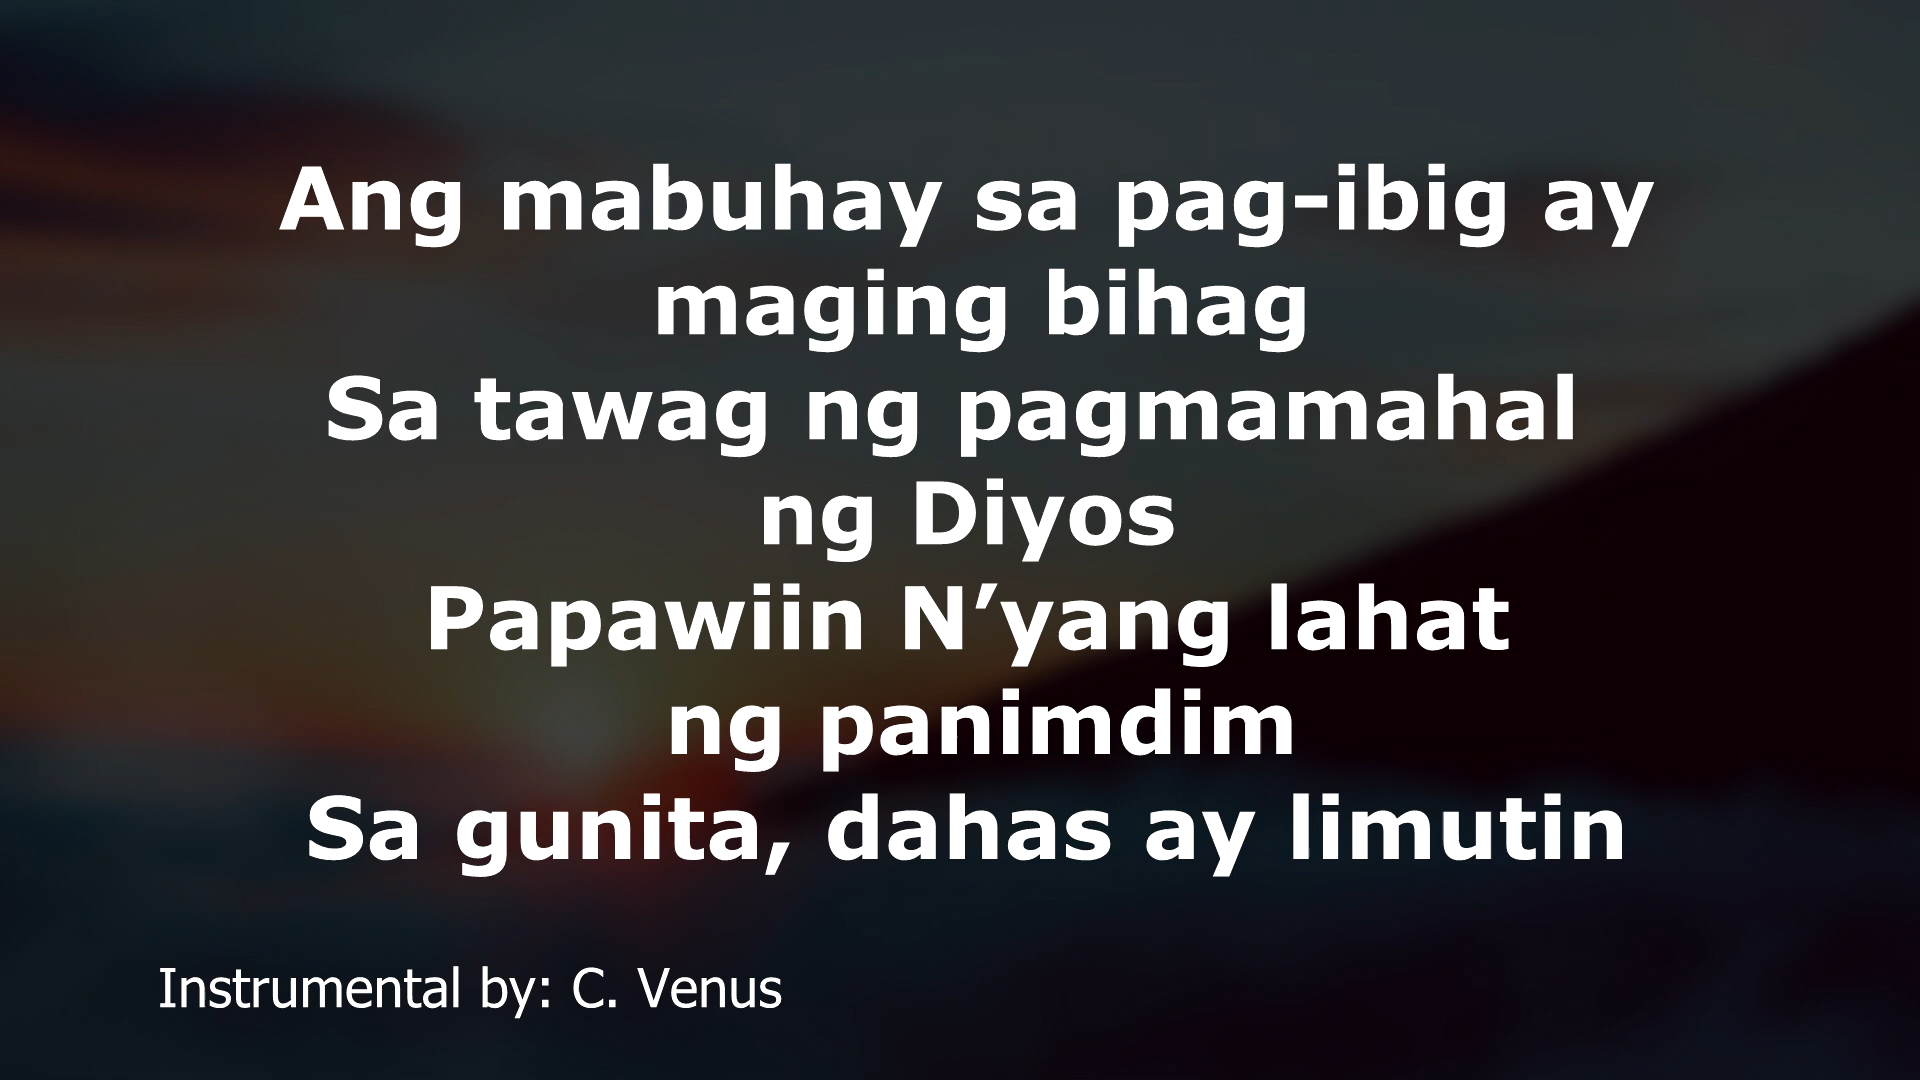 Ang mabuhay sa pag-ibig ay
maging bihag
Sa tawag ng pagmamahal
ng Diyos
Papawiin N’yang lahat
ng panimdim
Sa gunita, dahas ay limutin
Instrumental by: C. Venus